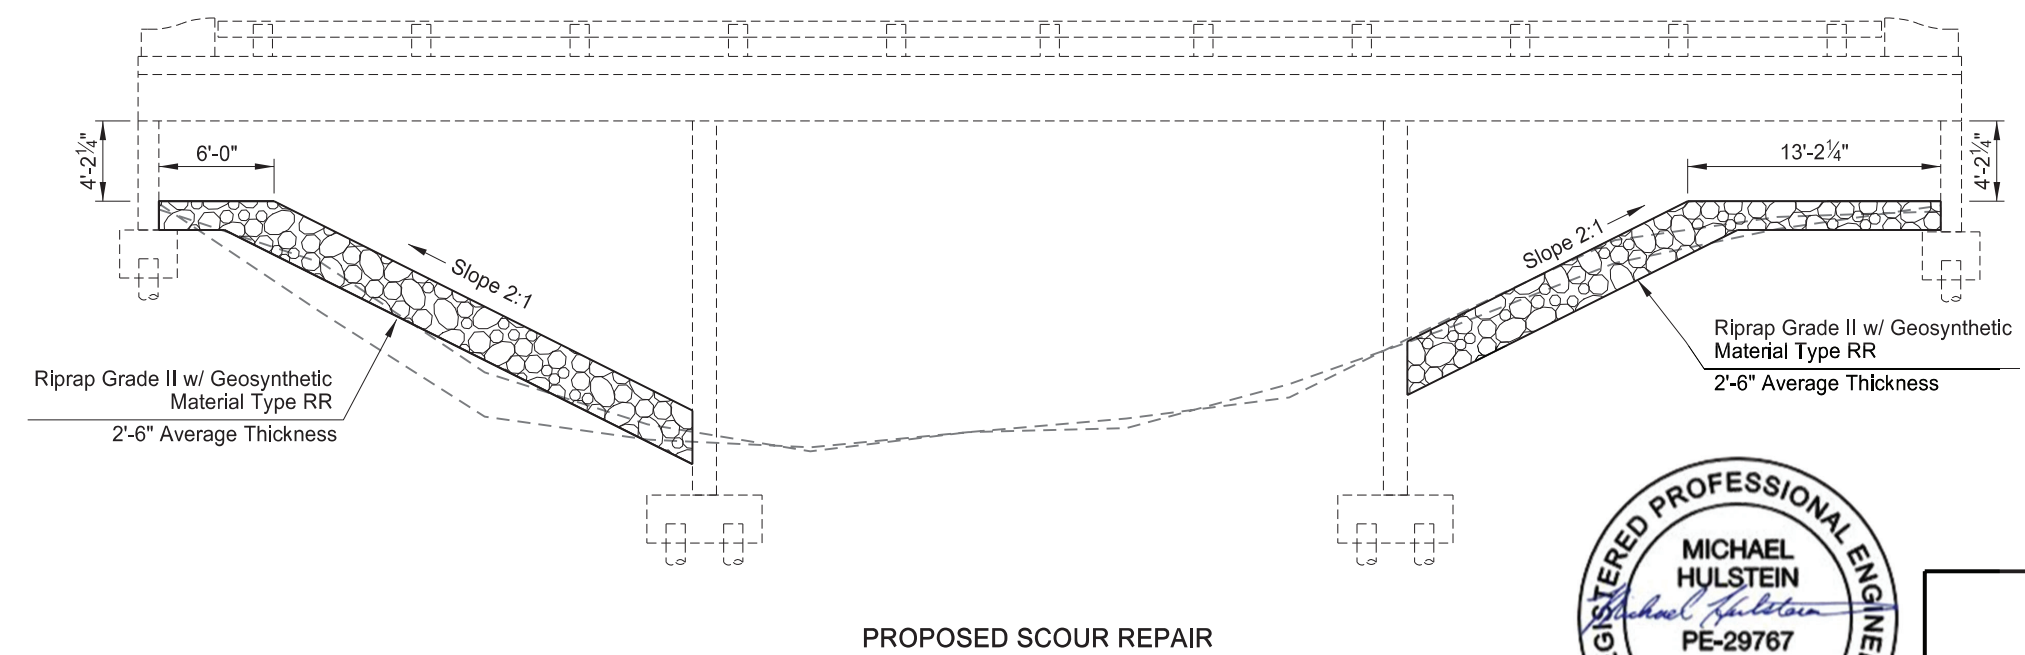 4'-2¼"
6'-0"
13'-2¼"
4'-2¼"
Slope 2:1
Slope 2:1
Riprap Grade II w/ Geosynthetic
Material Type RR
2'-6" Average Thickness
Riprap Grade II w/ Geosynthetic
Material Type RR
2'-6" Average Thickness
PROPOSED SCOUR REPAIR
PROFESSIONAL
MICHAEL
HULSTEIN
Michael Hulstein
PE-29767